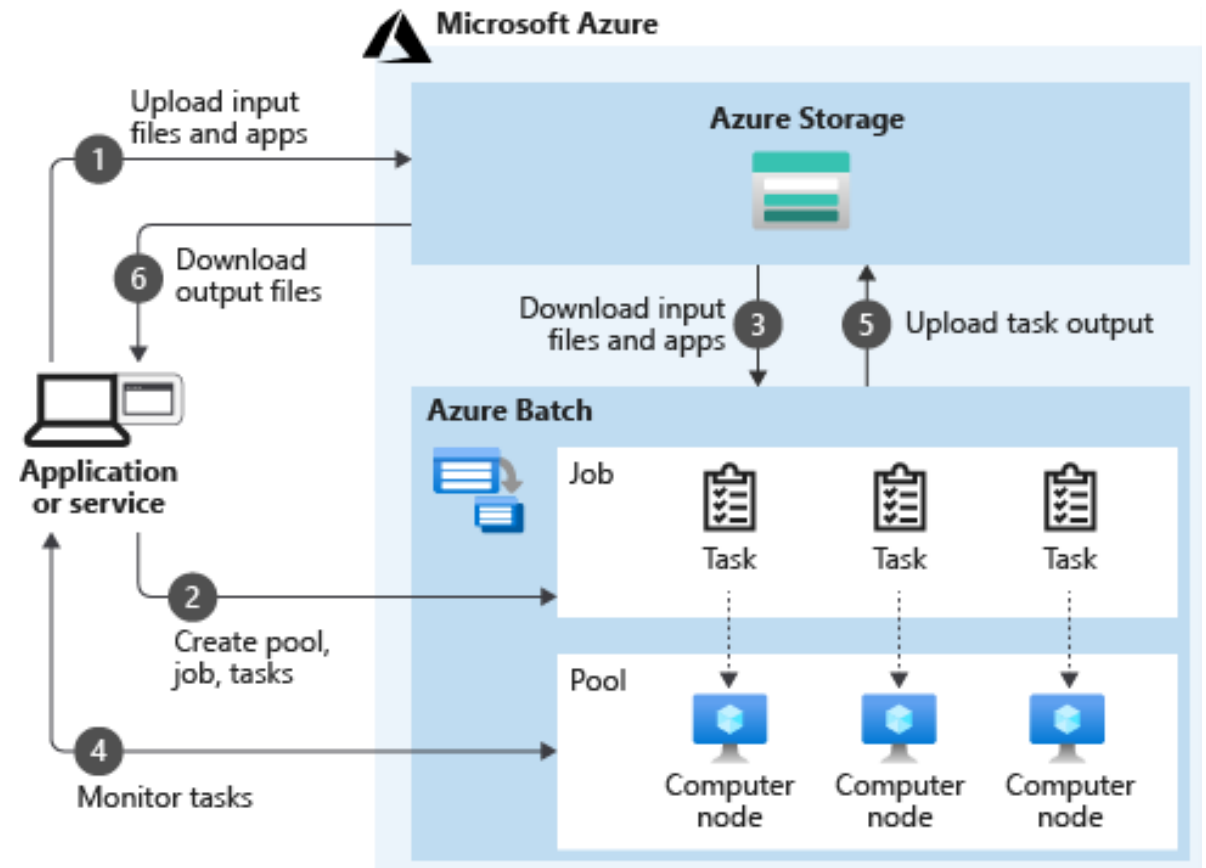 Microsoft Azure
Upload input
files and apps
1
Azure Storage
6
Download
output files
Download input
files and apps
3
5
Upload task output
Application
or service
Azure Batch
Job
Task
Task
Task
2
Create pool,
job, tasks
Pool
Computer
node
Computer
node
Computer
node
4
Monitor tasks